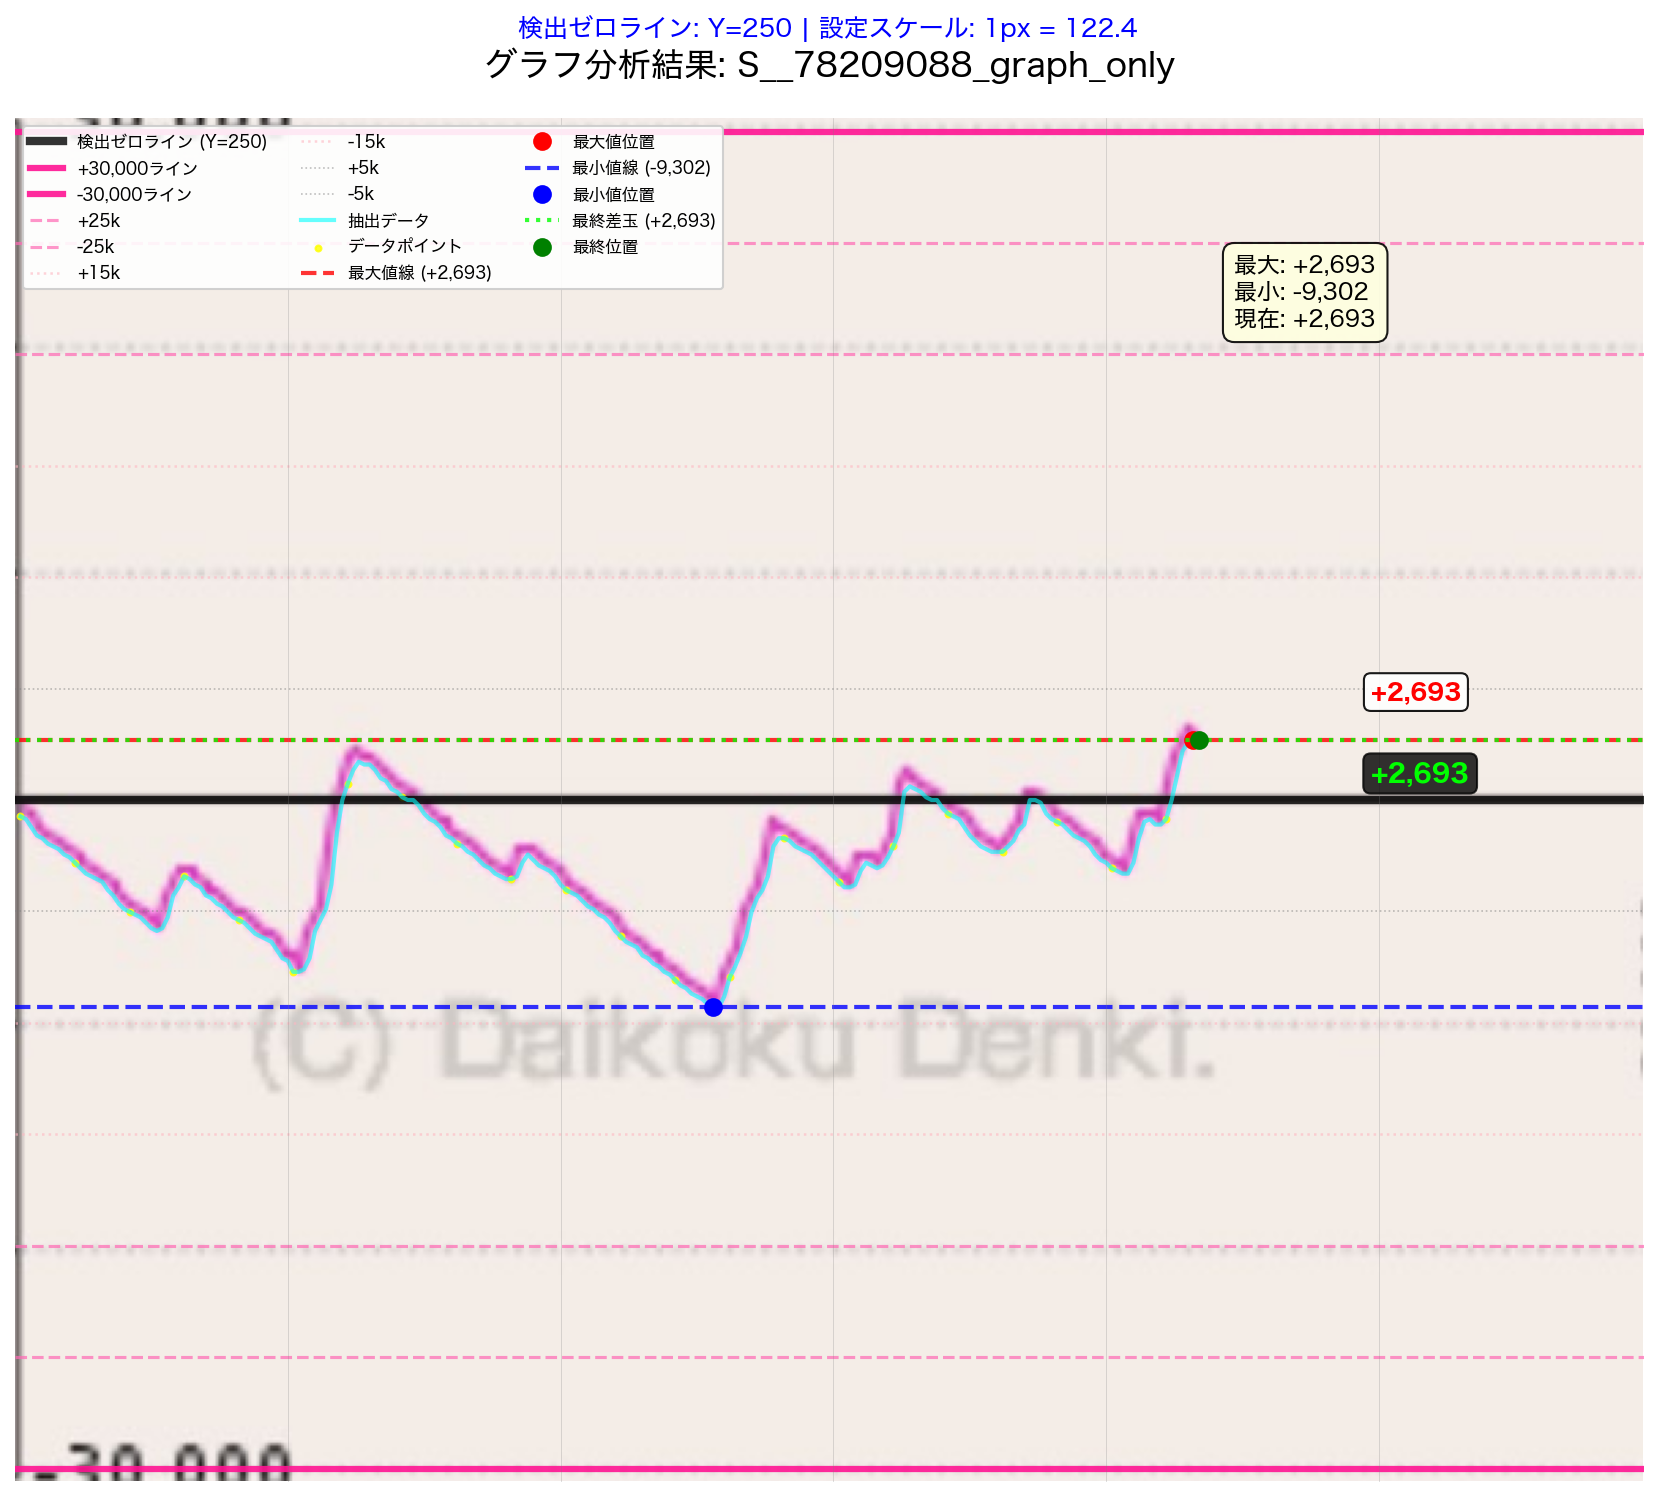 検出ゼロライン: Y=250 | 設定スケール: 1px = 122.4
グラフ分析結果: S__78209088_graph_only
検出ゼロライン (Y=250)
+30,000ライン
-30,000ライン
+25k
-25k
+15k
-15k
+5k
-5k
抽出データ
データポイント
最大値線 (+2,693)
最大値位置
最小値線 (-9,302)
最小値位置
最終差玉 (+2,693)
最終位置
最大: +2,693
最小: -9,302
現在: +2,693
+2,693
+2,693
(C) Daikoku Denki.
-30,000